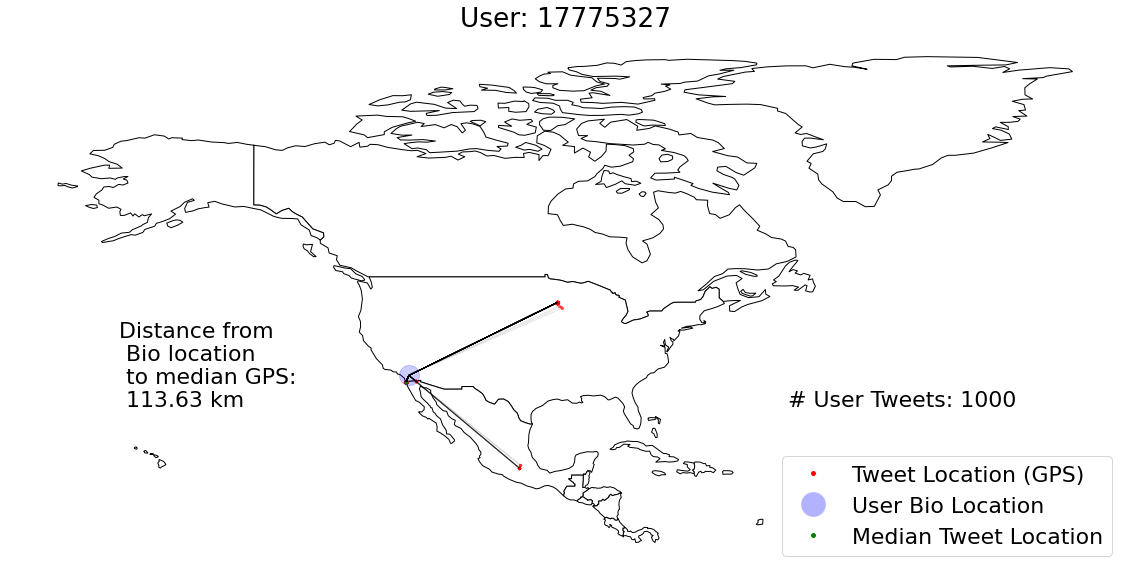 User: 17775327
Distance from
Bio location
to median GPS:
113.63 km
# User Tweets: 1000
Tweet Location (GPS)
User Bio Location
Median Tweet Location